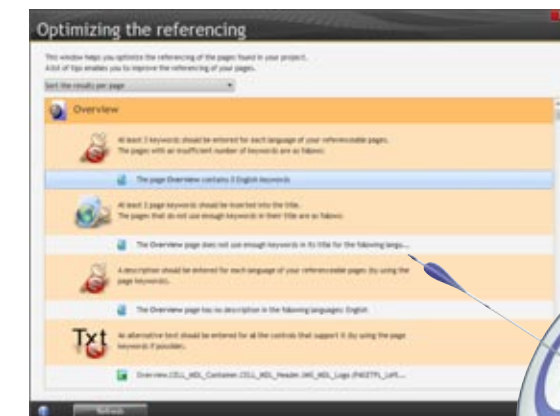 Optimizing the referencing
This window helps you optimize the referencing of the pages found in your project.
A list of tips enables you to improve the referencing of your pages.
Sort the results per page
Overview
At least 3 keywords should be entered for each language of your referenceable pages.
The pages with an insufficient number of keywords are as follows:
The page Overview contains 0 English keywords
At least 2 page keywords should be inserted into the title.
The pages that do not use enough keywords in their title are as follows:
The Overview page does not use enough keywords in its title for the following langu...
A description should be entered for each language of your referenceable pages (by using the
page keywords).
The Overview page has no description in the following languages: English
Txt
An alternative text should be entered for all the controls that support it (by using the page
keywords if possible).
Overview.CELL_MDL_Container.CELL_MDL_Header.IMG_MDL_Logo
Refresh